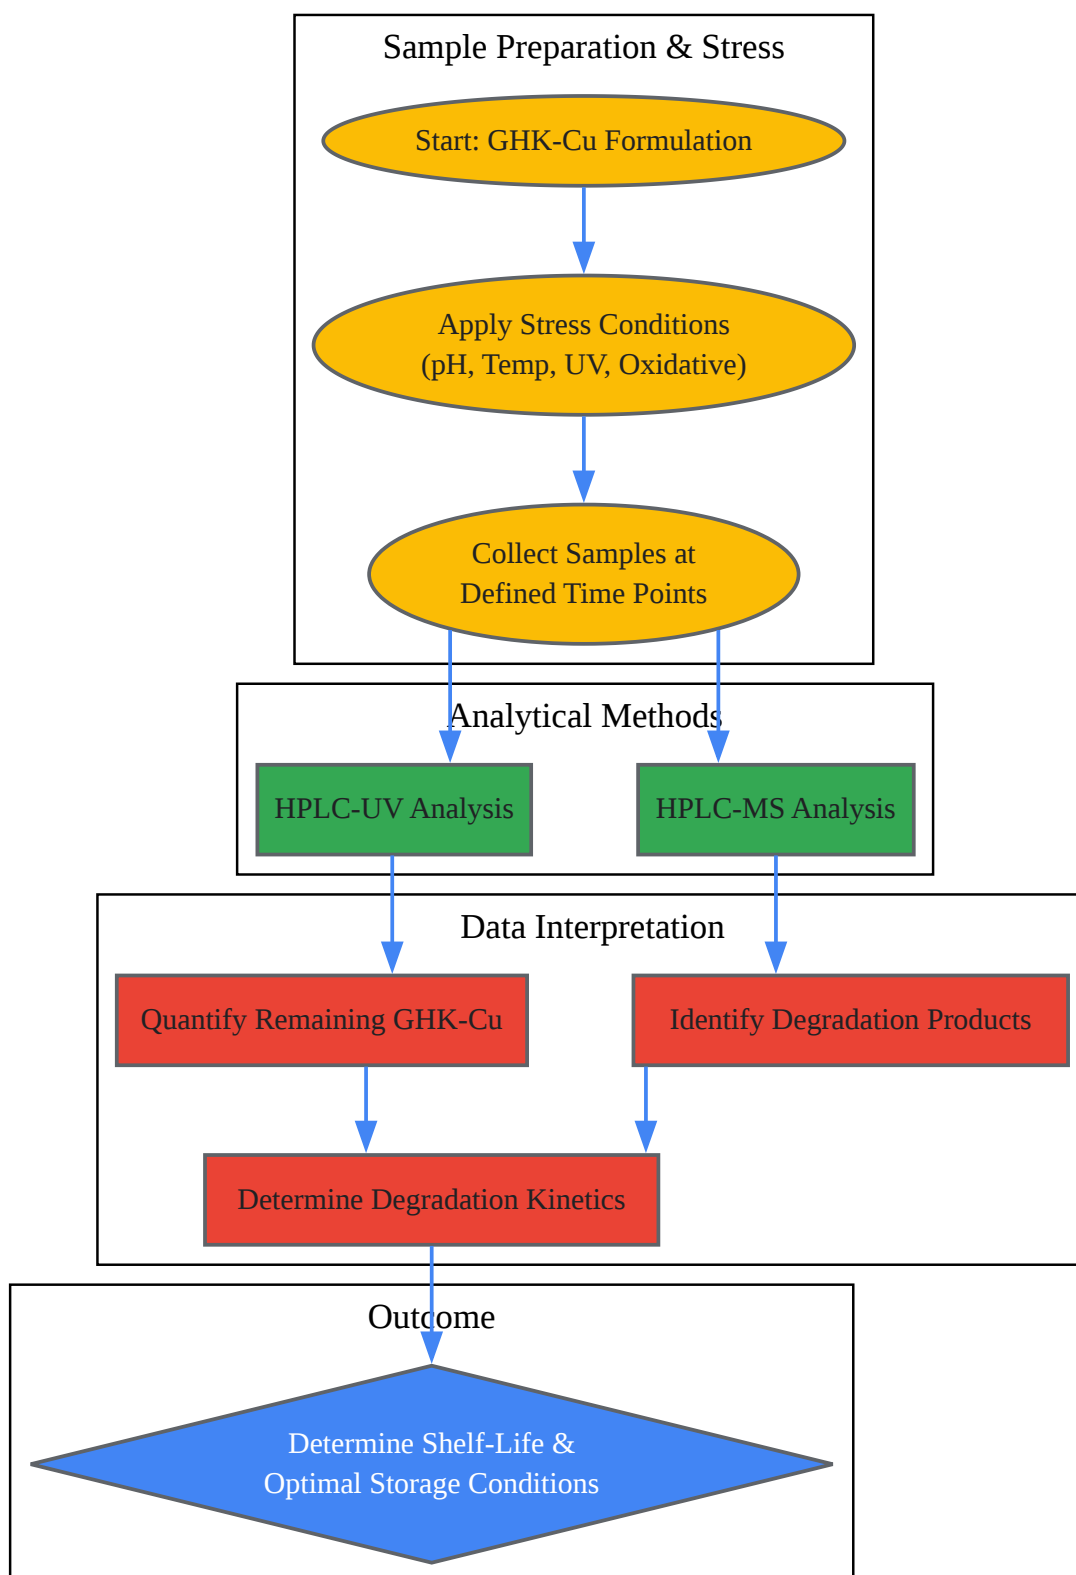 Sample Preparation & Stress
Start: GHK-Cu Formulation
Apply Stress Conditions
(pH, Temp, UV, Oxidative)
Collect Samples at
Defined Time Points
Analytical Methods
HPLC-UV Analysis
HPLC-MS Analysis
Data Interpretation
Quantify Remaining GHK-Cu
Identify Degradation Products
Determine Degradation Kinetics
Outcome
Determine Shelf-Life &
Optimal Storage Conditions